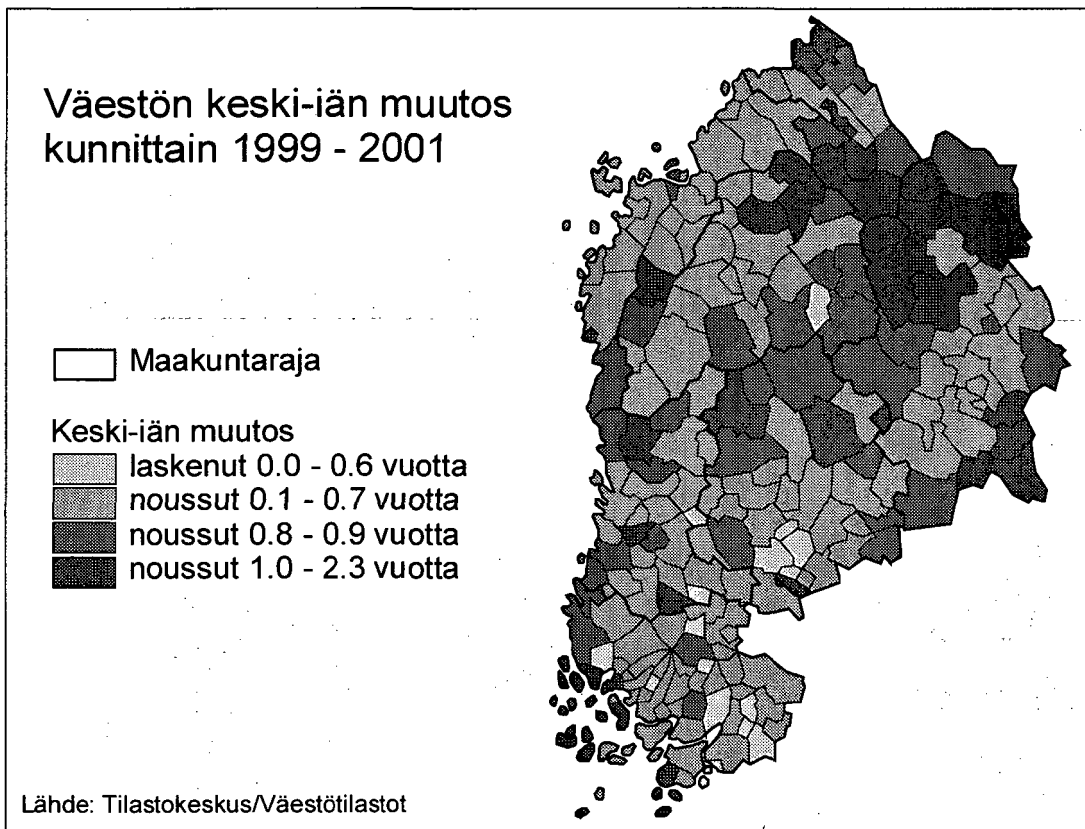 Väestön keski-iän muutos
kunnittain 1999 - 2001
Maakuntaraja
Keski-iän muutos
laskenut 0.0 - 0.6 vuotta
noussut 0.1 - 0.7 vuotta
noussut 0.8 - 0.9 vuotta
noussut 1.0 - 2.3 vuotta
Lähde: Tilastokeskus/Väestötilastot